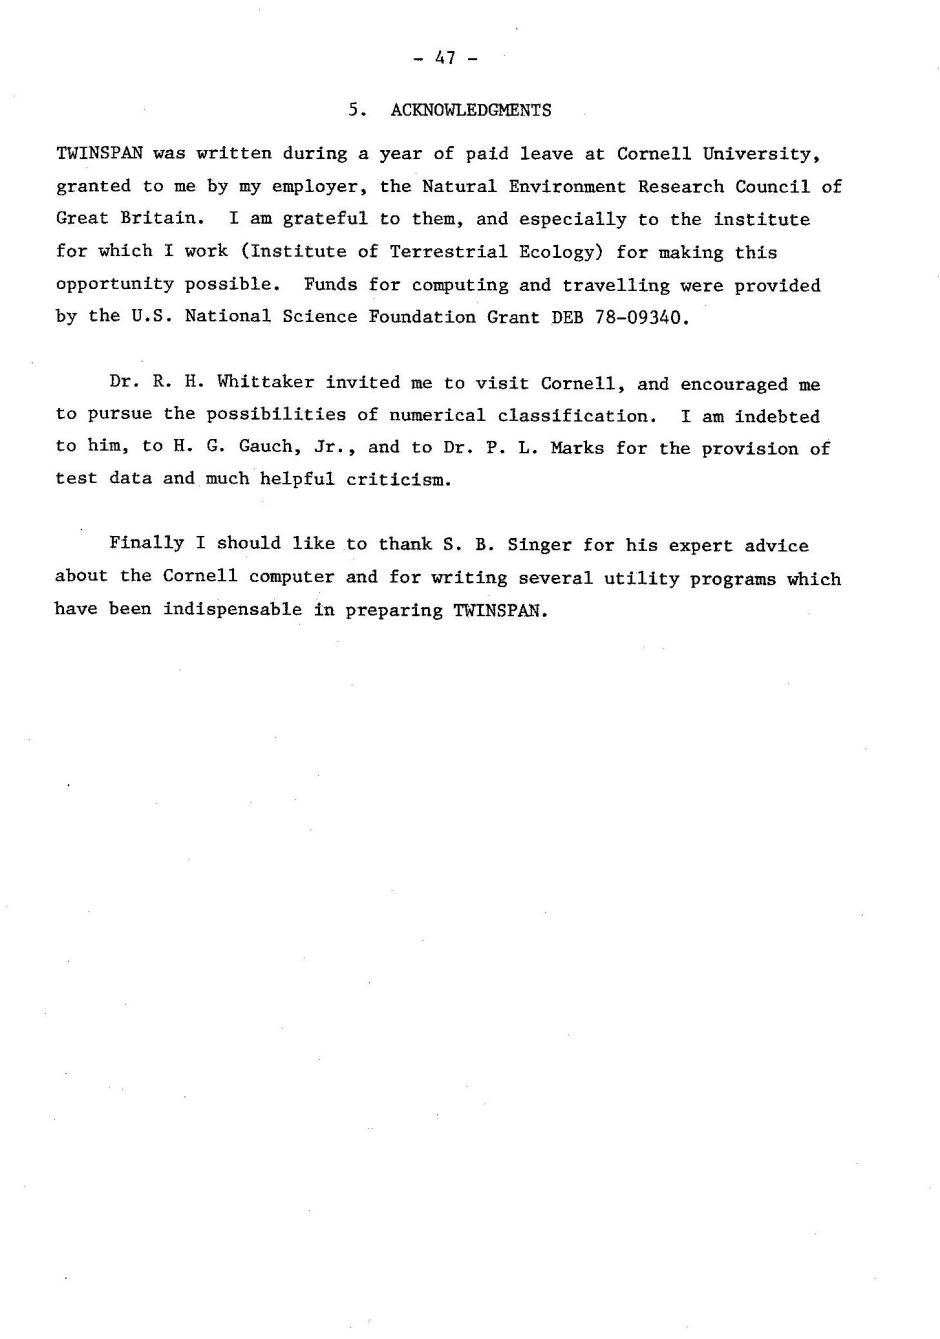 - 47 -
5. ACKNOWLEDGMENTS
TWINSPAN was written during a year of paid leave at Cornell University,
granted to me by my employer, the Natural Environment Research Council of
Great Britain. I am grateful to them, and especially to the institute
for which I work (Institute of Terrestrial Ecology) for making this
opportunity possible. Funds for computing and travelling were provided
by the U.S. National Science Foundation Grant DEB 78-09340.
Dr. R. H. Whittaker invited me to visit Cornell, and encouraged me
to pursue the possibilities of numerical classification. I am indebted
to him, to H. G. Gauch, Jr., and to Dr. P. L. Marks for the provision of
test data and much helpful criticism.
Finally I should like to thank S. B. Singer for his expert advice
about the Cornell computer and for writing several utility programs which
have been indispensable in preparing TWINSPAN.